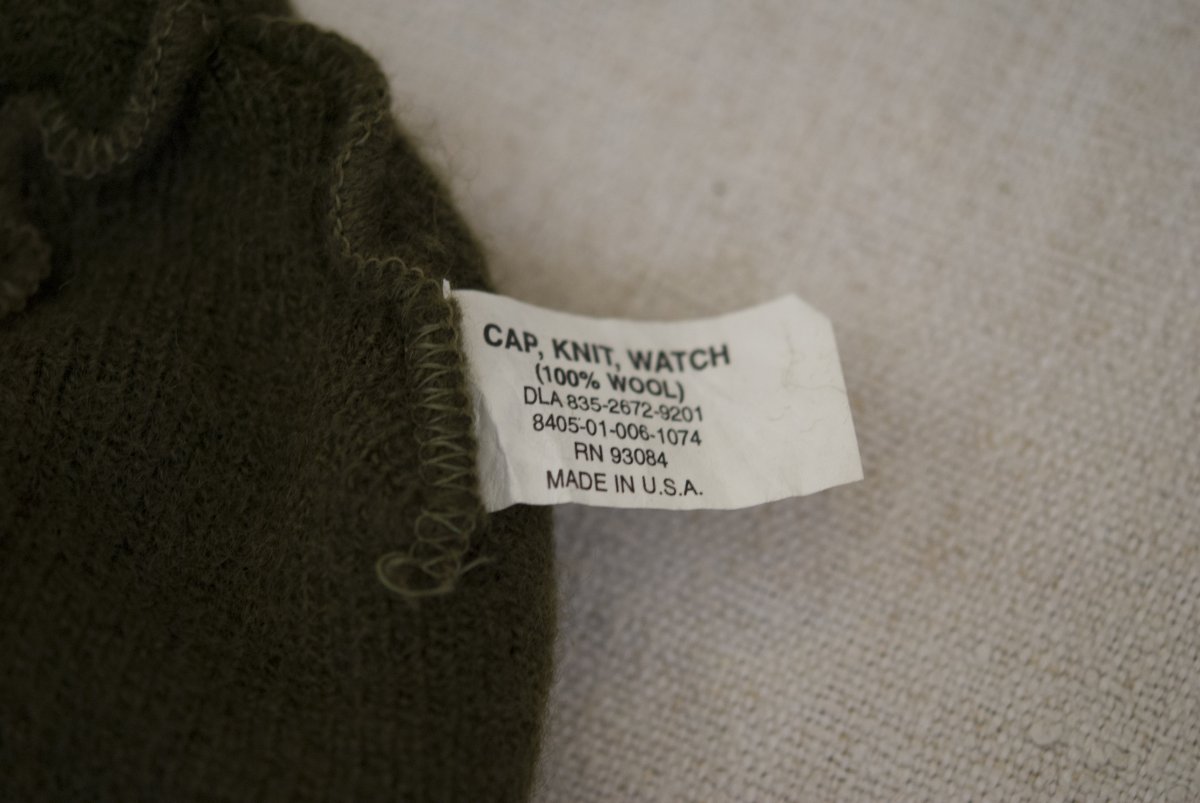 CAP, KNIT, WATCH
(100% WOOL)
DLA 835-2672-9201
8405-01-006-1074
RN 93084
MADE IN U.S.A.